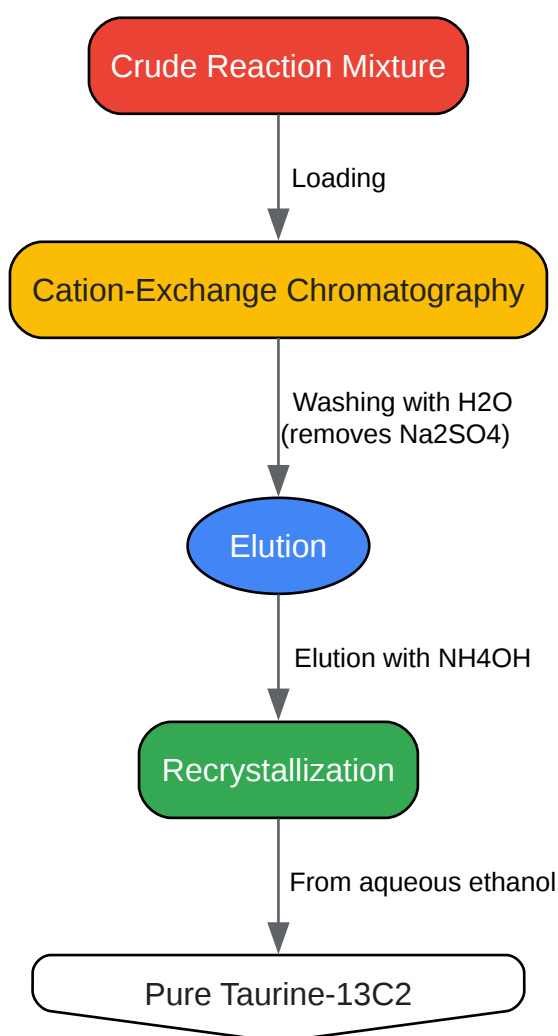 Crude Reaction Mixture
Loading
Cation-Exchange Chromatography
Washing with H2O
(removes Na2SO4)
Elution
Elution with NH4OH
Recrystallization
From aqueous ethanol
Pure Taurine-13C2